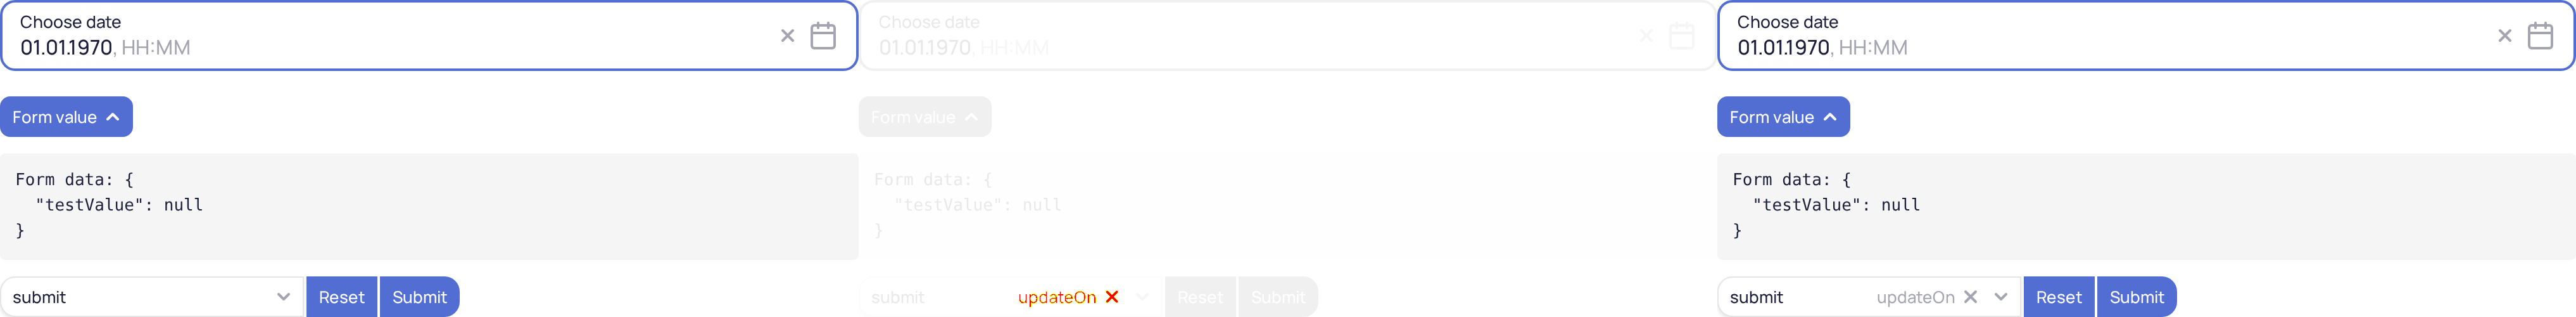 Choose date
01.01.1970, HH:MM
Form value
Form data: {
"testValue": null
}
submit
Reset
Submit
Choose date
01.01.1970 HH:MM
Form value
Form data: {
"testValue": null
}
submit updateOn
Reset
Submit
Choose date
01.01.1970, HH:MM
Form value
Form data: {
"testValue": null
}
submit updateOn
Reset
Submit